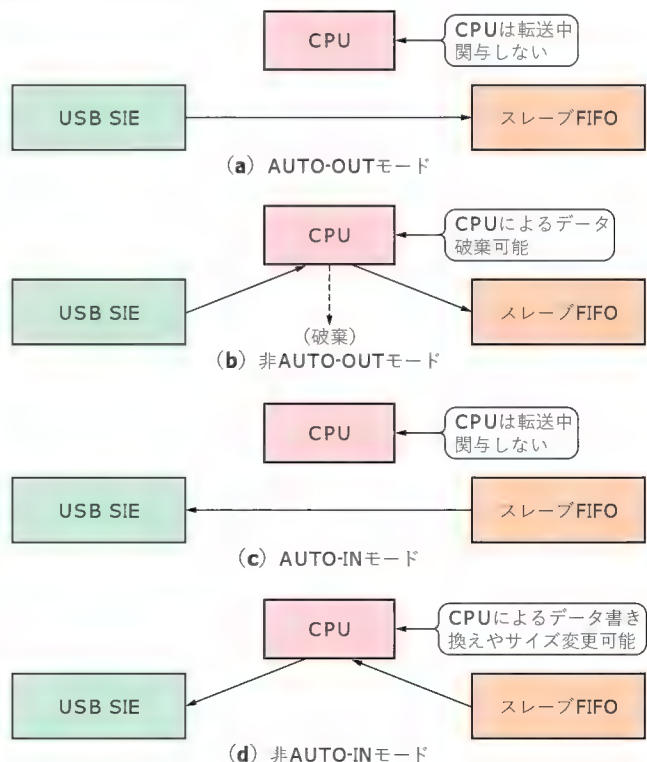 CPU
CPUは転送中
関与しない
USB SIE
スレーブFIFO
(a) AUTO-OUTモード
CPU
CPUによるデータ
破棄可能
USB SIE
スレーブFIFO
(破棄)
(b) 非AUTO-OUTモード
CPU
CPUは転送中
関与しない
USB SIE
スレーブFIFO
(c) AUTO-INモード
CPU
CPUによるデータ書き
換えやサイズ変更可能
USB SIE
スレーブFIFO
(d) 非AUTO-INモード